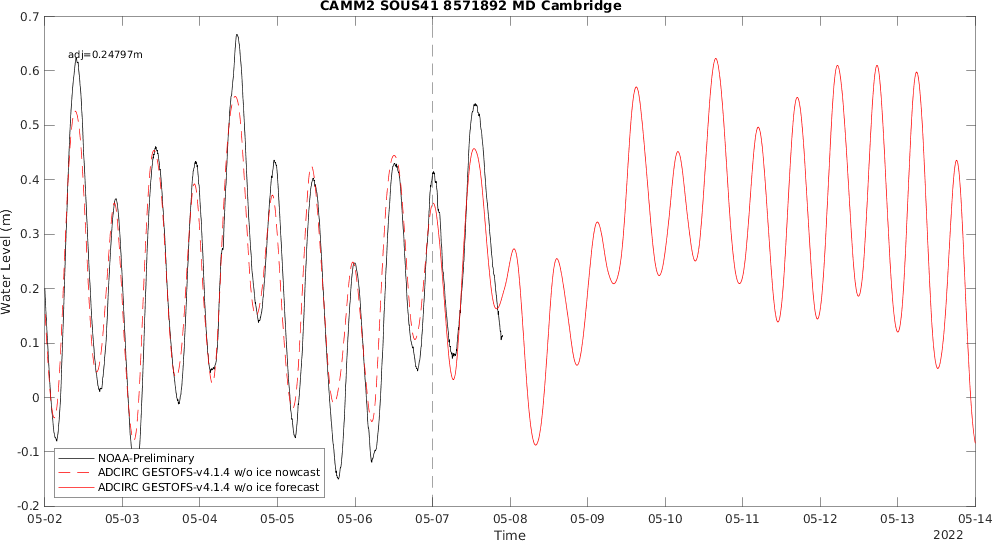 CAMM2 SOUS41 8571892 MD Cambridge
adj=0.24797m
0.7
0.6
0.5
0.4
0.3
0.2
0.1
0
-0.1
-0.2
Water Level (m)
NOAA-Preliminary
ADCIRC GESTOFS-v4.1.4 w/o ice nowcast
ADCIRC GESTOFS-v4.1.4 w/o ice forecast
05-02 05-03 05-04 05-05 05-06 05-07 05-08 05-09 05-10 05-11 05-12 05-13 05-14
Time
2022